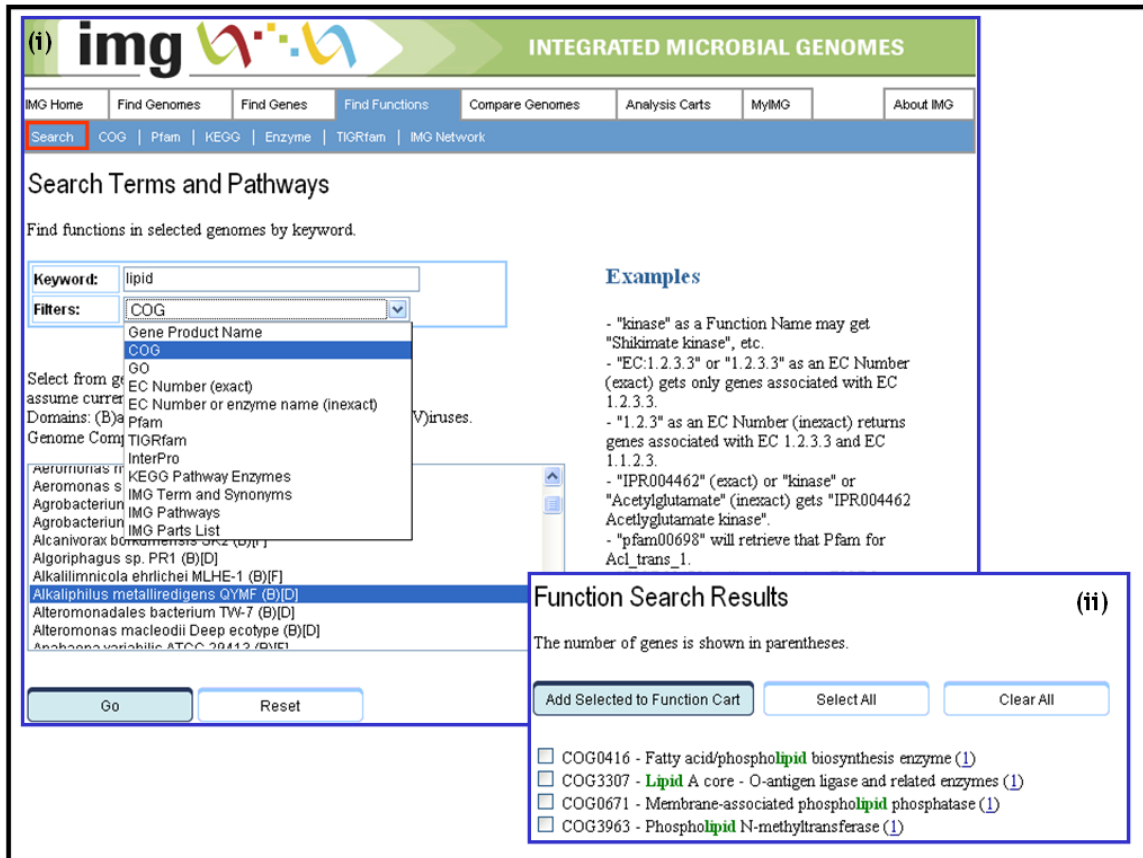 (i) img INTEGRATED MICROBIAL GENOMES
IMG Home Find Genomes Find Genes Find Functions Compare Genomes Analysis Carts MyIMG About IMG
Search COG | Pfam | KEGG | Enzyme | TIGRfam | IMG Network
Search Terms and Pathways
Find functions in selected genomes by keyword.
Keyword: lipid
Filters: COG
Gene Product Name
COG
GO
EC Number (exact)
EC Number or enzyme name (inexact)
Pfam
TIGRfam
InterPro
KEGG Pathway Enzymes
IMG Term and Synonyms
IMG Pathways
IMG Parts List
Select from ge
assume curre
Domains: (B)a V)iruses.
Genome Com
Aeromonas
Aeromonas s
Agrobacteriun
Agrobacteriun
Alcanivorax borkumensis SK2 (B)[F]
Algoriphagus sp. PR1 (B)[D]
Alkalilimnicola ehrlichei MLHE-1 (B)[F]
Alkaliphilus metalliredigens QYMF (B)[D]
Alteromonadales bacterium TW-7 (B)[D]
Alteromonas macleodii Deep ecotype (B)[D]
Anabaena variabilis ATCC 29413 (B)[F]
Go Reset
Examples
- "kinase" as a Function Name may get
"Shikimate kinase", etc.
- "EC:1.2.3.3" or "1.2.3.3" as an EC Number
(exact) gets only genes associated with EC
1.2.3.3.
- "1.2.3" as an EC Number (inexact) returns
genes associated with EC 1.2.3.3 and EC
1.1.2.3.
- "IPR004462" (exact) or "kinase" or
"Acetylglutamate" (inexact) gets "IPR004462
Acetlyglutamate kinase".
- "pfam00698" will retrieve that Pfam for
Acl_trans_1.
Function Search Results (ii)
The number of genes is shown in parentheses.
Add Selected to Function Cart Select All Clear All
COG0416 - Fatty acid/phospholipid biosynthesis enzyme (1)
COG3307 - Lipid A core - O-antigen ligase and related enzymes (1)
COG0671 - Membrane-associated phospholipid phosphatase (1)
COG3963 - Phospholipid N-methyltransferase (1)